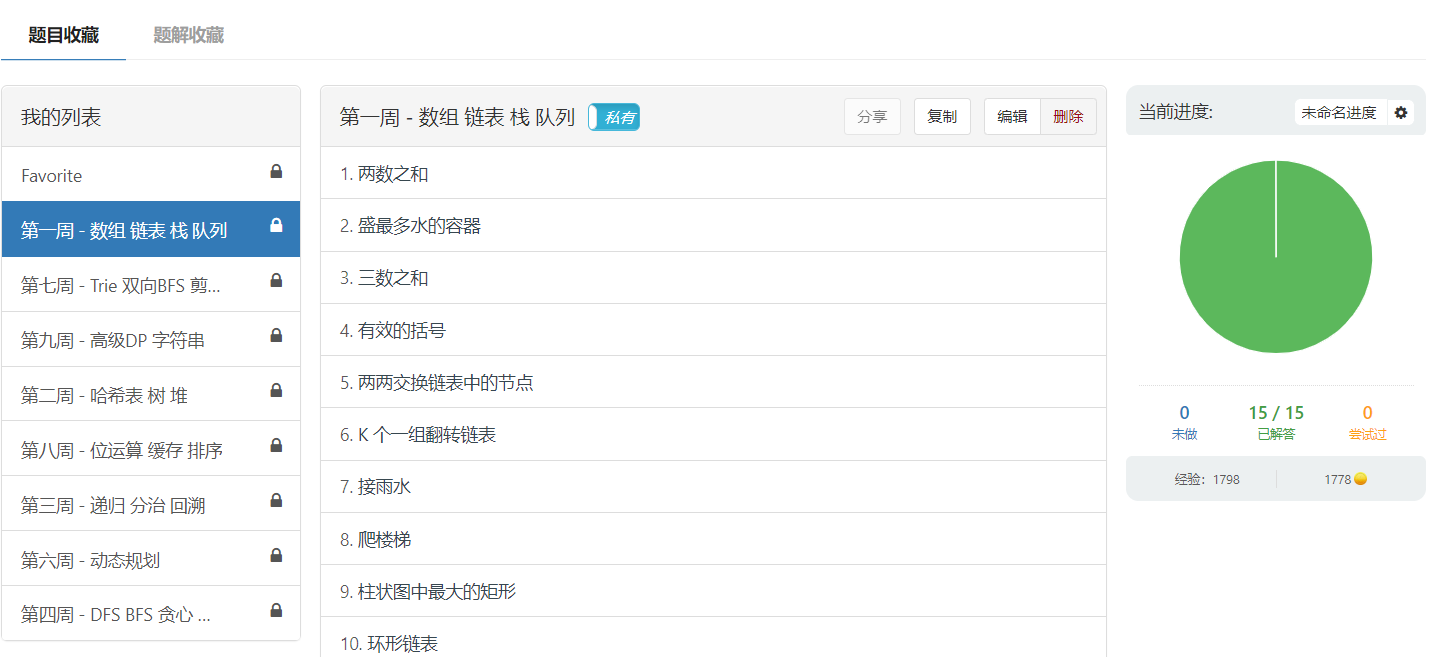 题目收藏 题解收藏
我的列表
Favorite
第一周 - 数组 链表 栈 队列
第七周 - Trie 双向BFS 剪...
第九周 - 高级DP 字符串
第二周 - 哈希表 树 堆
第八周 - 位运算 缓存 排序
第三周 - 递归 分治 回溯
第六周 - 动态规划
第四周 - DFS BFS 贪心 ...
第一周 - 数组 链表 栈 队列 私有 分享 复制 编辑 删除
1. 两数之和
2. 盛最多水的容器
3. 三数之和
4. 有效的括号
5. 两两交换链表中的节点
6. K 个一组翻转链表
7. 接雨水
8. 爬楼梯
9. 柱状图中最大的矩形
10. 环形链表
当前进度: 未命名进度
0 15 / 15 0
未做 已解答 尝试过
经验：1798 1778